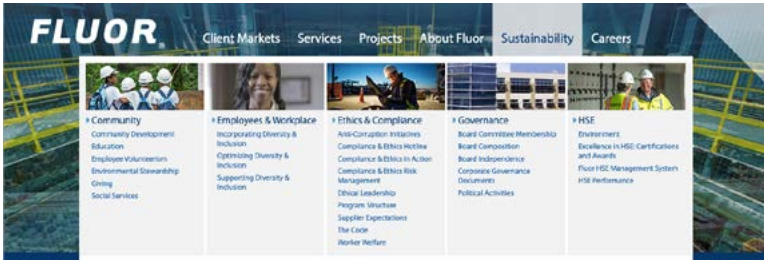 FLUOR
Client Markets Services Projects About Fluor Sustainability Careers
Community
Community Development
Education
Employee Volunteerism
Environmental Stewardship
Giving
Social Services
Employees & Workplace
Incorporating Diversity &
Inclusion
Optimizing Diversity &
Inclusion
Supporting Diversity &
Inclusion
Ethics & Compliance
Anti-Corruption Initiatives
Compliance & Ethics Hotline
Compliance & Ethics In Action
Compliance & Ethics Risk
Management
Ethical Leadership
Program Structure
Supplier Expectations
The Code
Worker Welfare
Governance
Board Committee Membership
Board Composition
Board Independence
Corporate Governance
Documents
Political Activities
HSE
Environment
Excellence in HSE: Certifications
and Awards
Fluor HSE Management System
HSE Performance